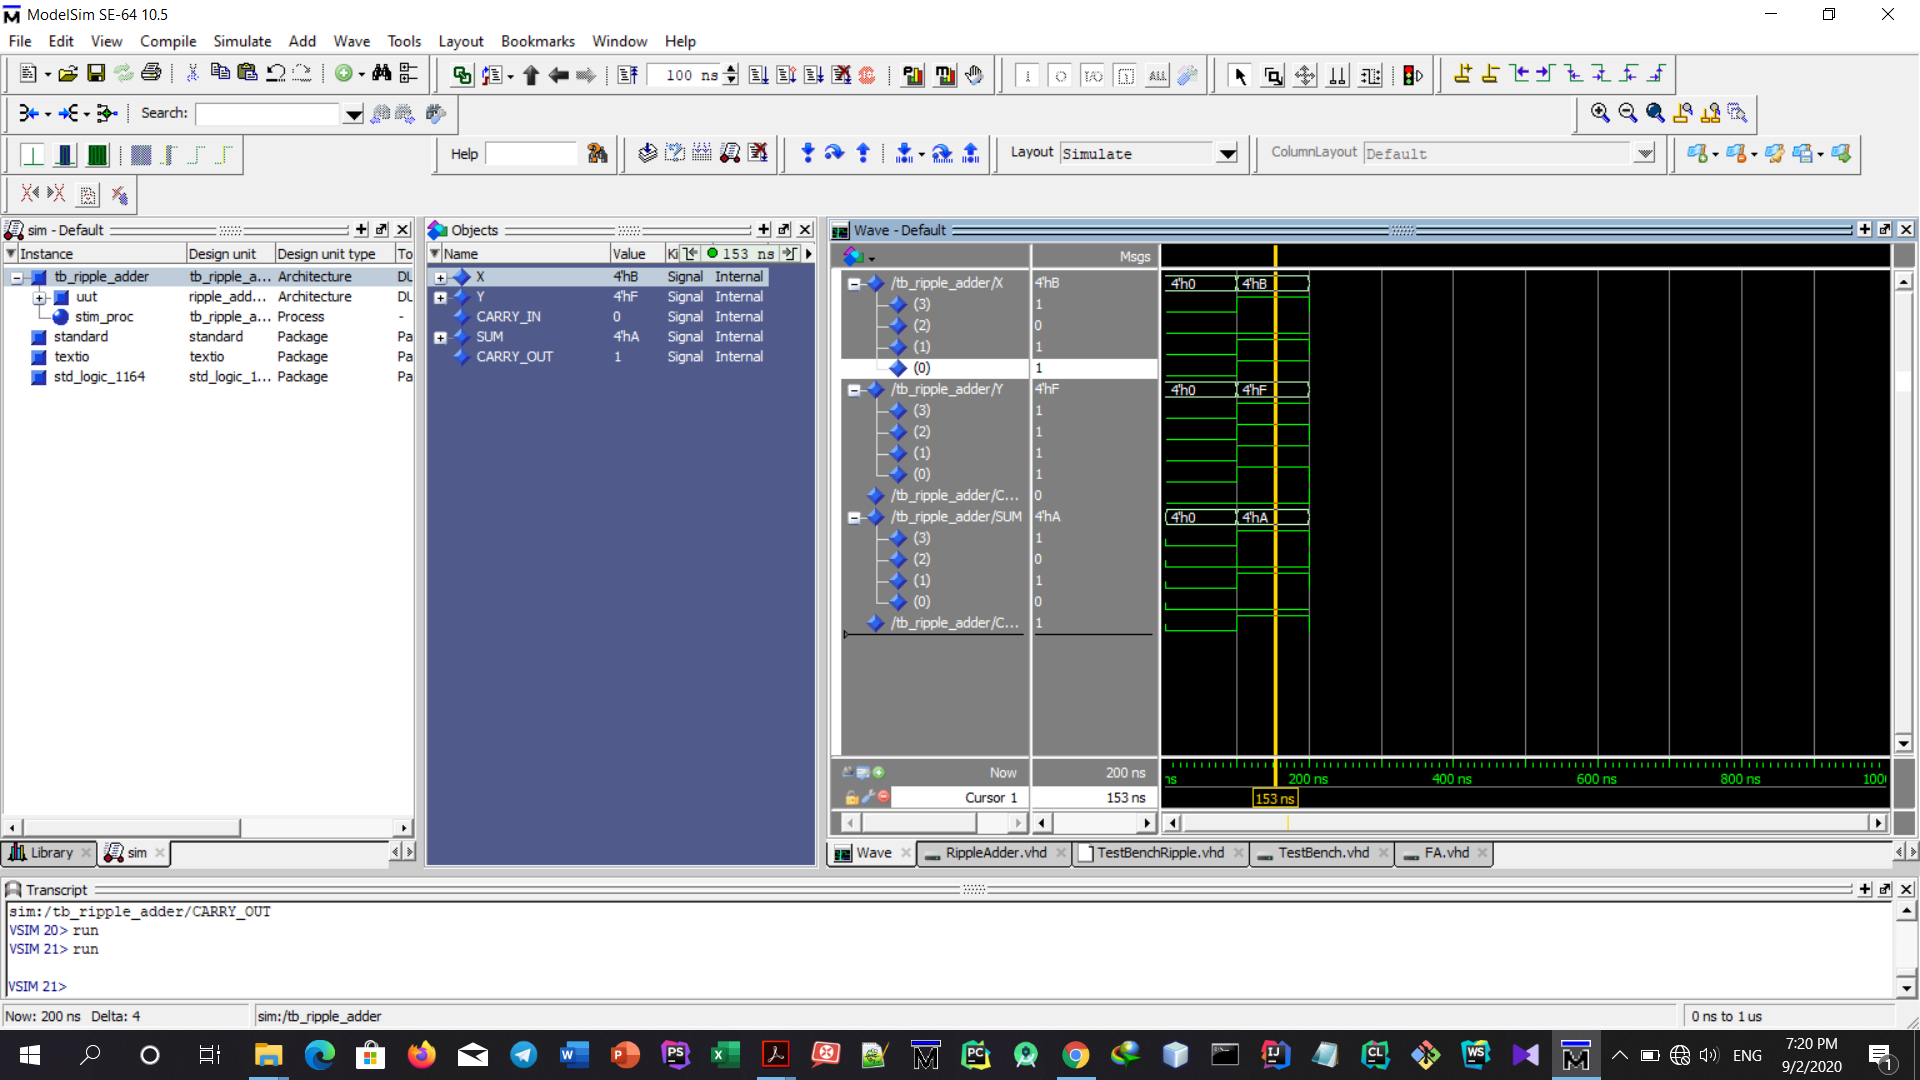 ModelSim SE-64 10.5
File Edit View Compile Simulate Add Wave Tools Layout Bookmarks Window Help
100 ns
Search:
Help
Layout Simulate
ColumnLayout Default
sim - Default
Instance Design unit Design unit type To
tb_ripple_adder tb_ripple_a... Architecture DU
uut ripple_add... Architecture DU
stim_proc tb_ripple_a... Process -
standard standard Package Pa
textio textio Package Pa
std_logic_1164 std_logic_1... Package Pa
Library sim
Objects
Name Value Ki 153 ns
X 4'hB Signal Internal
Y 4'hF Signal Internal
CARRY_IN 0 Signal Internal
SUM 4'hA Signal Internal
CARRY_OUT 1 Signal Internal
Wave - Default
Msgs
/tb_ripple_adder/X 4'hB 4'h0 4'hB
(3) 1
(2) 0
(1) 1
(0) 1
/tb_ripple_adder/Y 4'hF 4'h0 4'hF
(3) 1
(2) 1
(1) 1
(0) 1
/tb_ripple_adder/C... 0
/tb_ripple_adder/SUM 4'hA 4'h0 4'hA
(3) 1
(2) 0
(1) 1
(0) 0
/tb_ripple_adder/C... 1
Now 200 ns ns 200 ns 400 ns 600 ns 800 ns 100
Cursor 1 153 ns 153 ns
Wave RippleAdder.vhd TestBenchRipple.vhd TestBench.vhd FA.vhd
Transcript
sim:/tb_ripple_adder/CARRY_OUT
VSIM 20> run
VSIM 21> run
VSIM 21>
Now: 200 ns Delta: 4 sim:/tb_ripple_adder 0 ns to 1 us
ENG
7:20 PM
9/2/2020
1